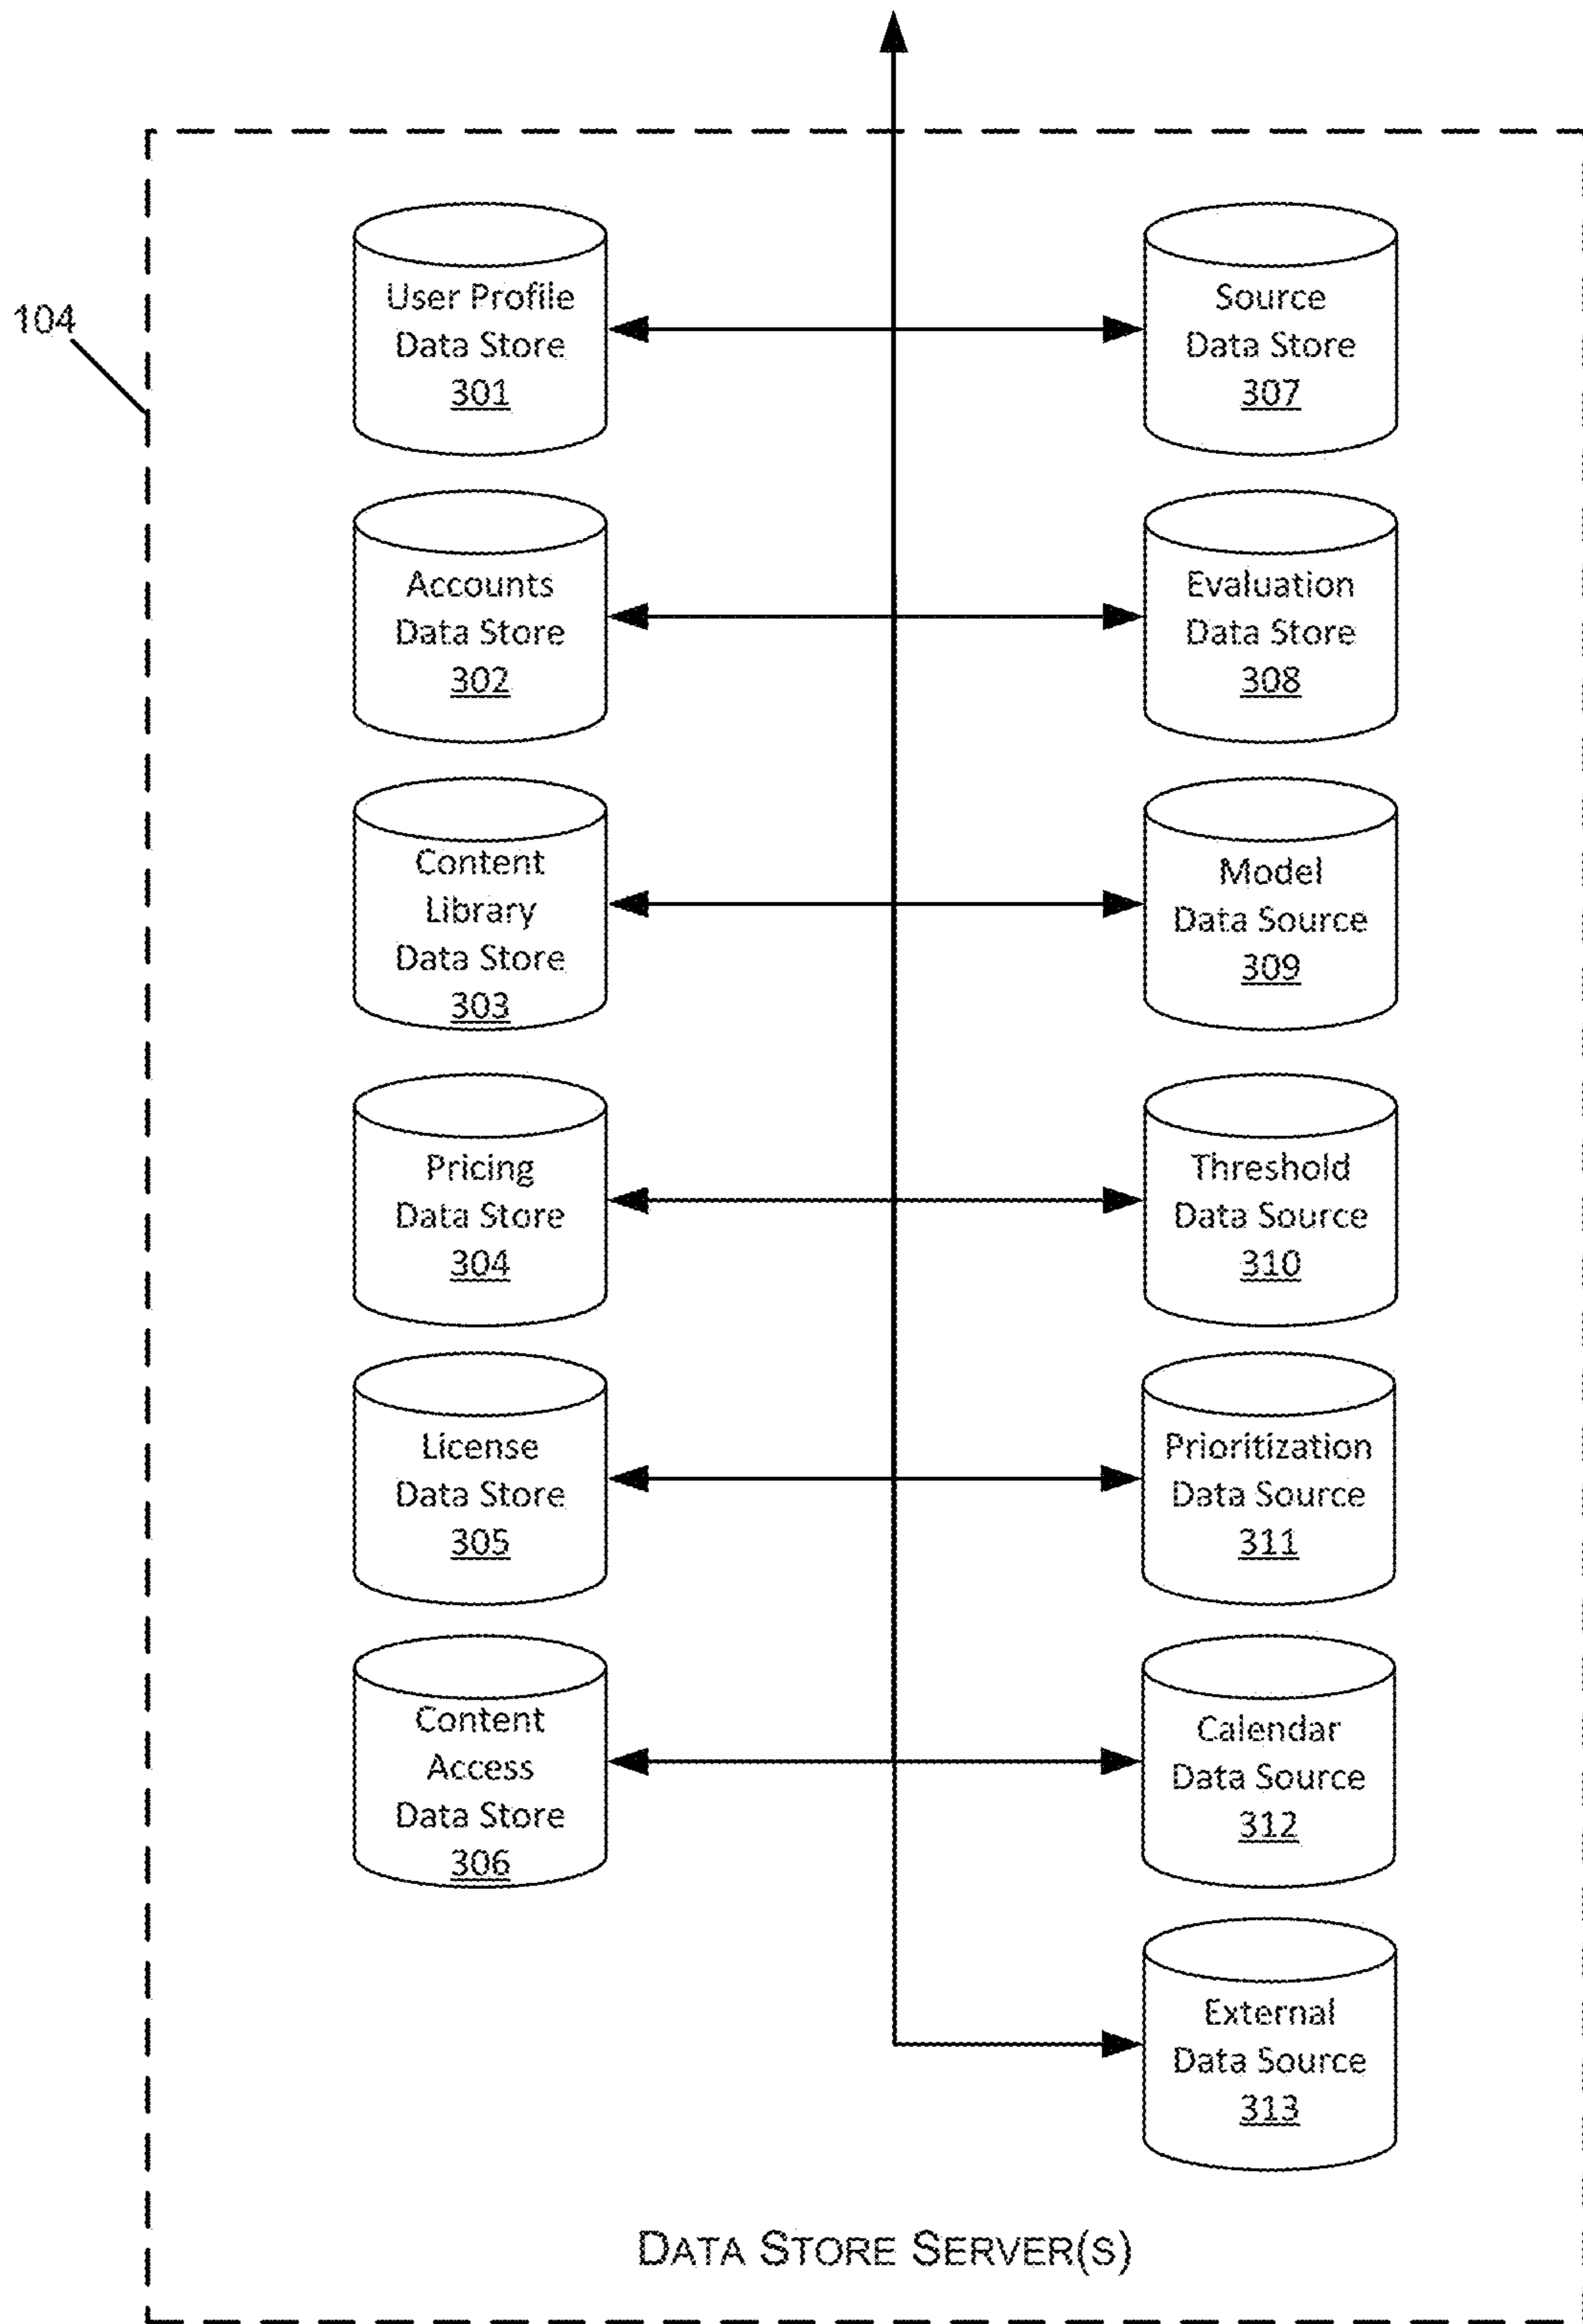 104
User Profile
Data Store
301
Source
Data Store
307
Accounts
Data Store
302
Evaluation
Data Store
308
Content
Library
Data Store
303
Model
Data Source
309
Pricing
Data Store
304
Threshold
Data Source
310
License
Data Store
305
Prioritization
Data Source
311
Content
Access
Data Store
306
Calendar
Data Source
312
External
Data Source
313
DATA STORE SERVER(S)